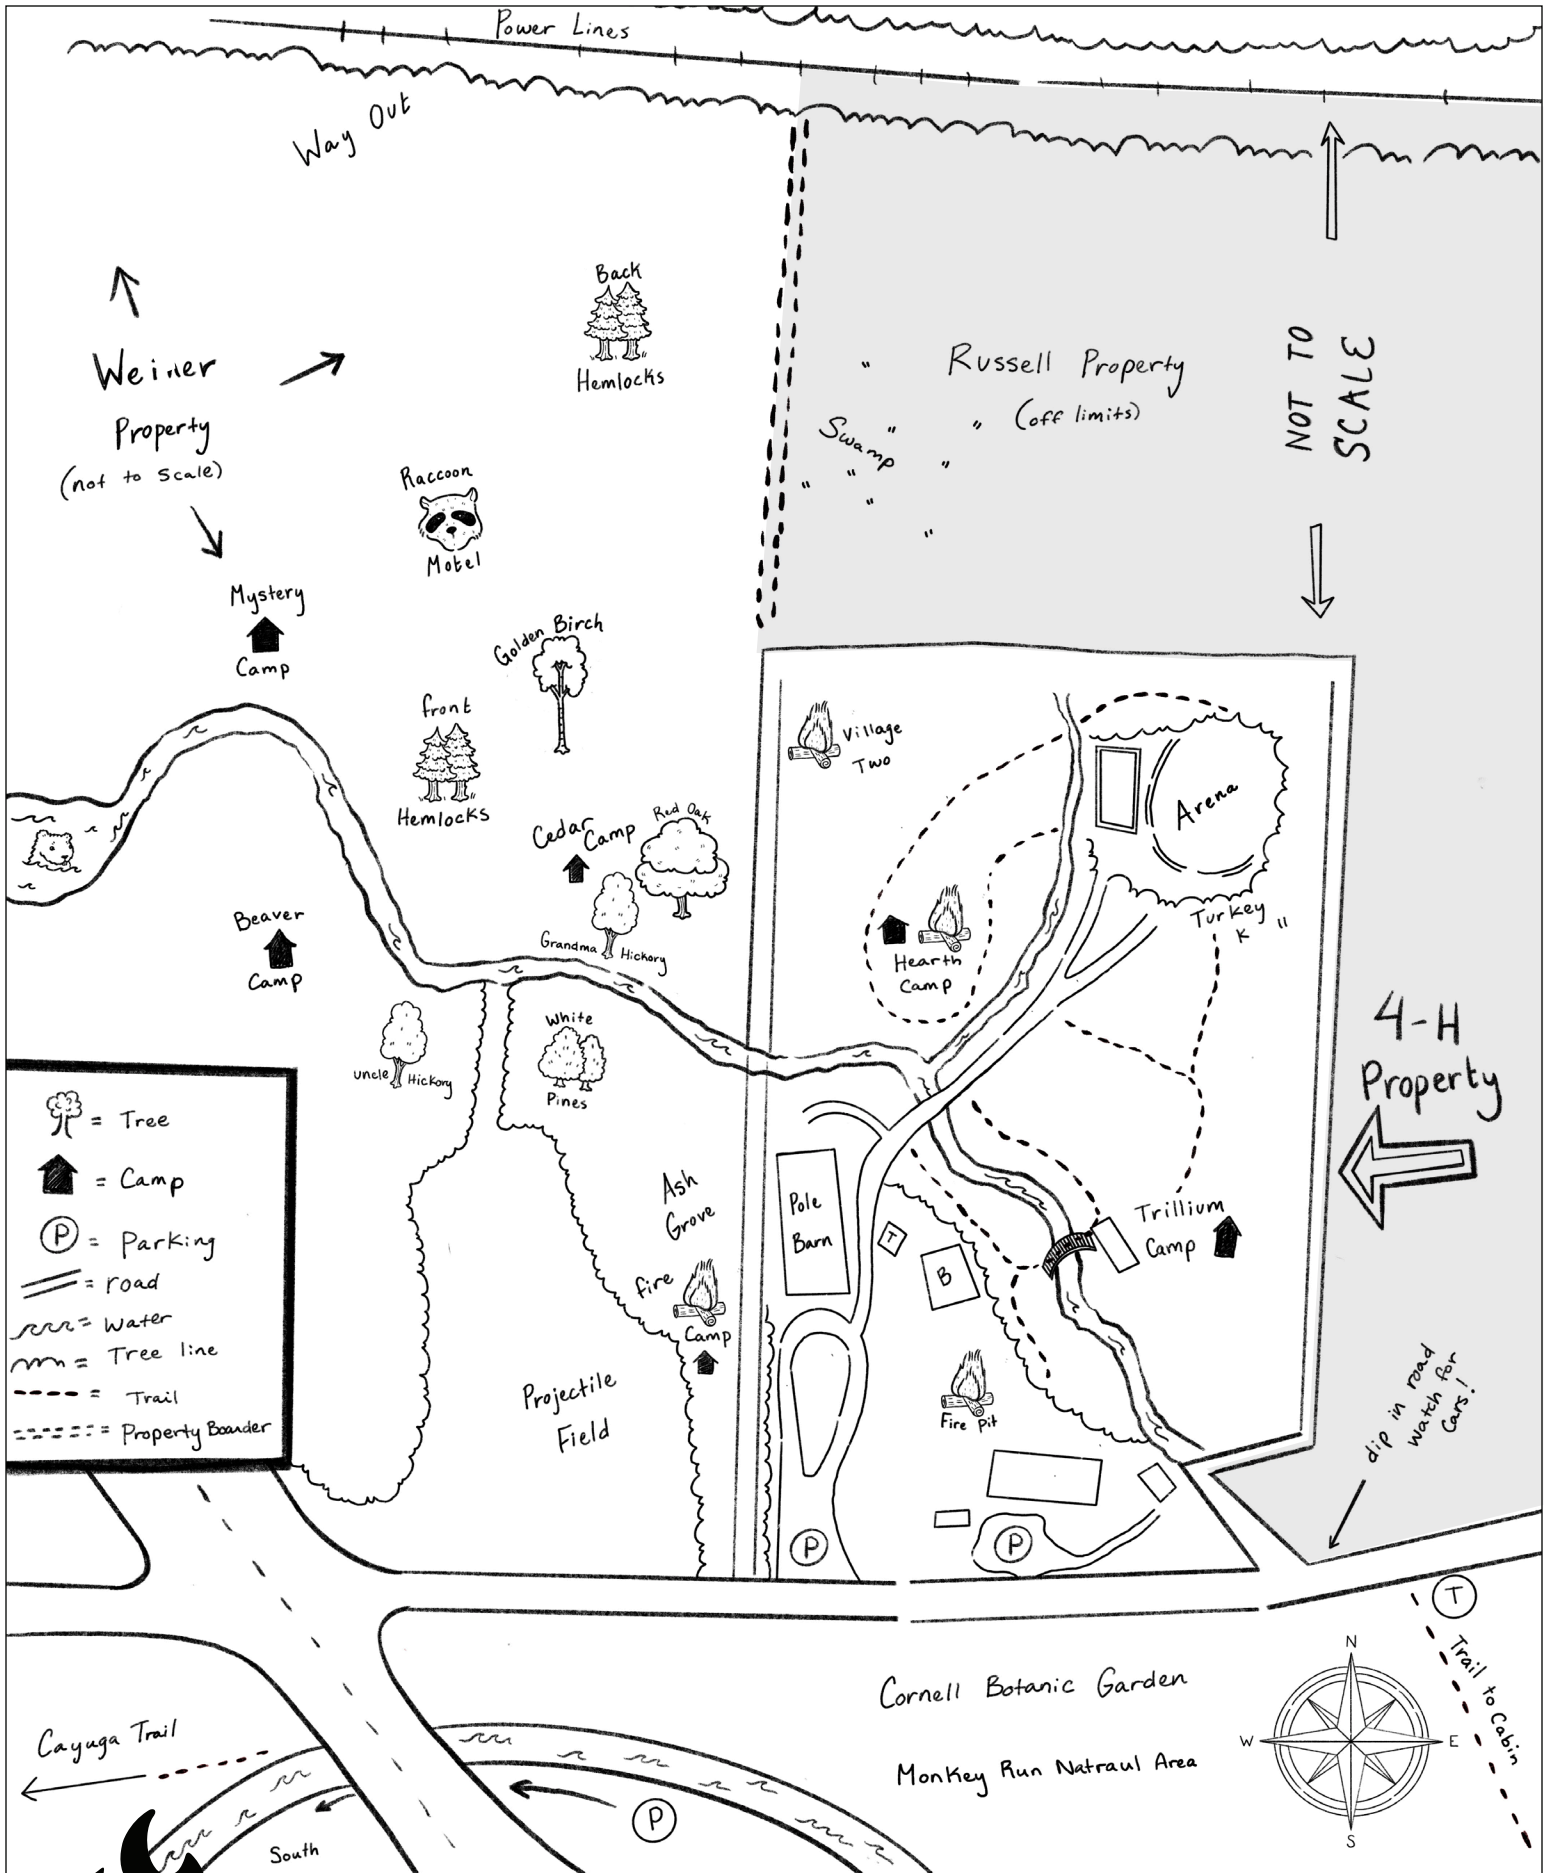 Power Lines
Way Out
Back
Hemlocks
Weiner
Property
(not to scale)
Russell Property
(off limits)
Swamp
NOT TO
SCALE
Raccoon
Motel
Mystery
Camp
Golden Birch
front
Hemlocks
Village
Two
Arena
Cedar
Camp
Red Oak
Grandma Hickory
Turkey
K
Hearth
Camp
Beaver
Camp
uncle Hickory
White
Pines
4-H
Property
= Tree
= Camp
P = Parking
= road
= Water
= Tree line
= Trail
= Property Boarder
Ash
Grove
Pole
Barn
T
B
Trillium
Camp
fire
Camp
Projectile
Field
Fire Pit
dip in road
watch for
cars!
P
P
T
Trail to Cabin
Cornell Botanic Garden
Monkey Run Natraul Area
N
W
E
S
Cayuga Trail
P
South